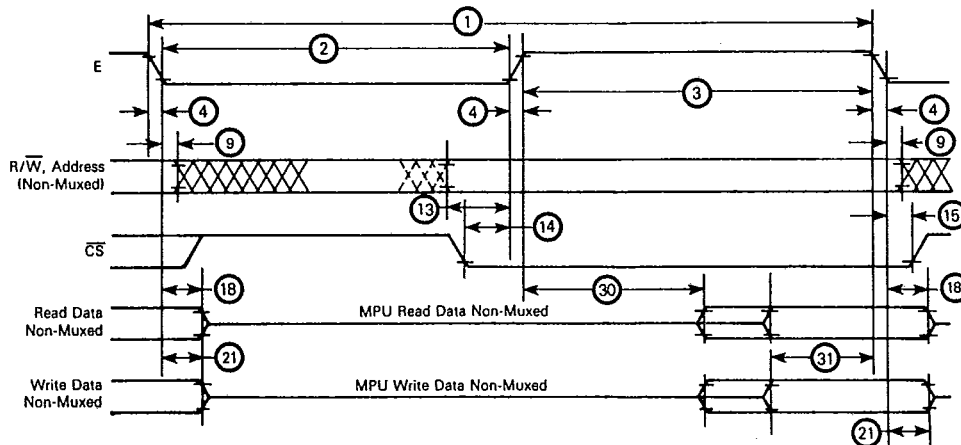 1
2
E
3
4
4
4
9
9
R/W̅, Address
(Non-Muxed)
13
14
15
C̅S̅
18
30
18
Read Data
Non-Muxed
MPU Read Data Non-Muxed
21
31
Write Data
Non-Muxed
MPU Write Data Non-Muxed
21